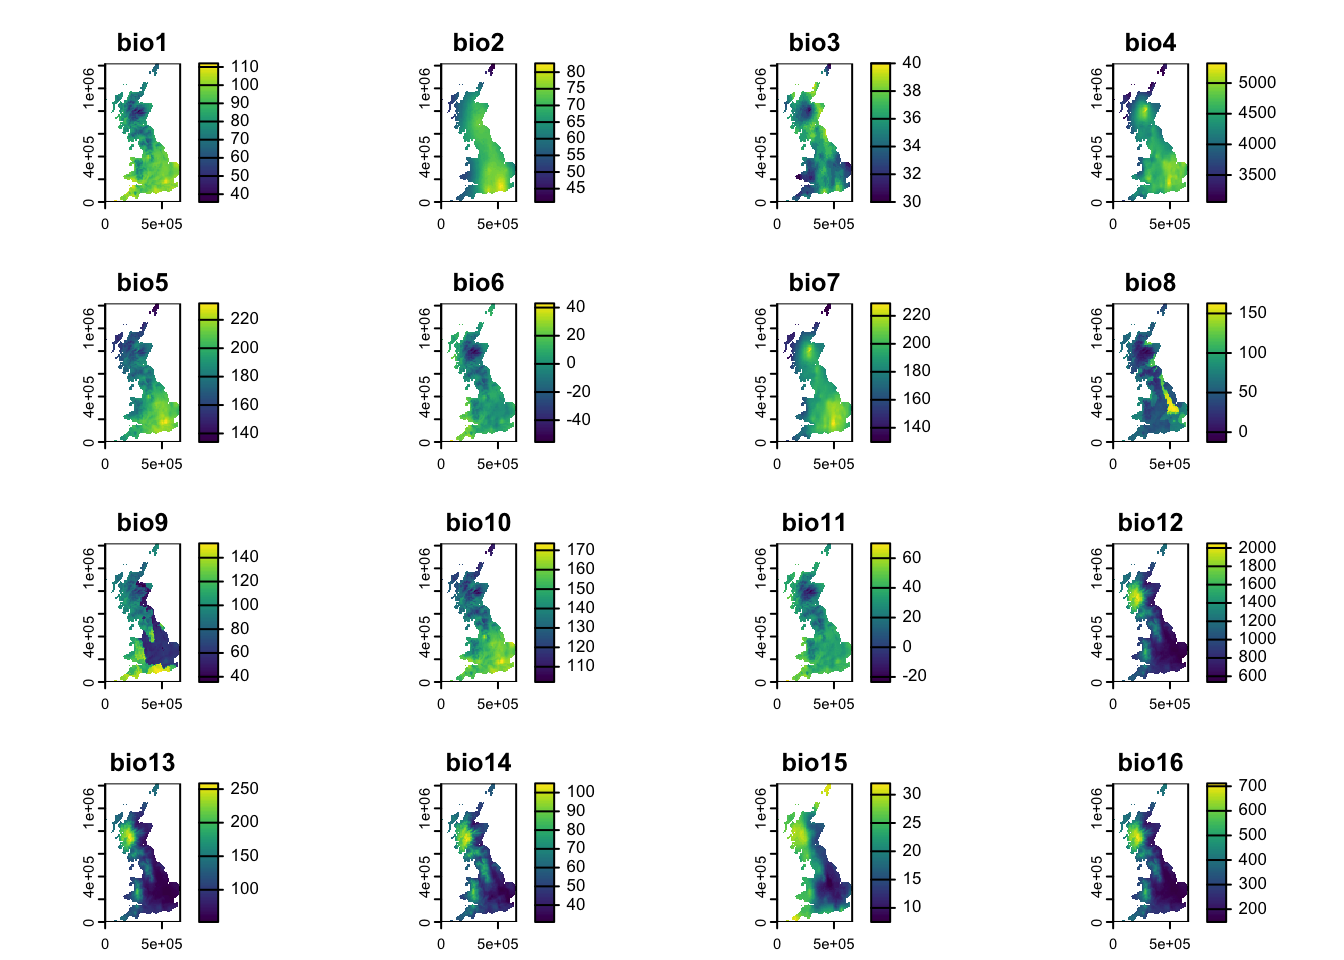 bio1
bio2
bio3
bio4
1e+06
4e+05
0
0
5e+05
110
100
90
80
70
60
50
40
1e+06
4e+05
0
0
5e+05
80
75
70
65
60
55
50
45
1e+06
4e+05
0
0
5e+05
40
38
36
34
32
30
1e+06
4e+05
0
0
5e+05
5000
4500
4000
3500
bio5
bio6
bio7
bio8
1e+06
4e+05
0
0
5e+05
220
200
180
160
140
1e+06
4e+05
0
0
5e+05
40
20
0
-20
-40
1e+06
4e+05
0
0
5e+05
220
200
180
160
140
1e+06
4e+05
0
0
5e+05
150
100
50
0
bio9
bio10
bio11
bio12
1e+06
4e+05
0
0
5e+05
140
120
100
80
60
40
1e+06
4e+05
0
0
5e+05
170
160
150
140
130
120
110
1e+06
4e+05
0
0
5e+05
60
40
20
0
-20
1e+06
4e+05
0
0
5e+05
2000
1800
1600
1400
1200
1000
800
600
bio13
bio14
bio15
bio16
1e+06
4e+05
0
0
5e+05
250
200
150
100
1e+06
4e+05
0
0
5e+05
100
90
80
70
60
50
40
1e+06
4e+05
0
0
5e+05
30
25
20
15
10
1e+06
4e+05
0
0
5e+05
700
600
500
400
300
200